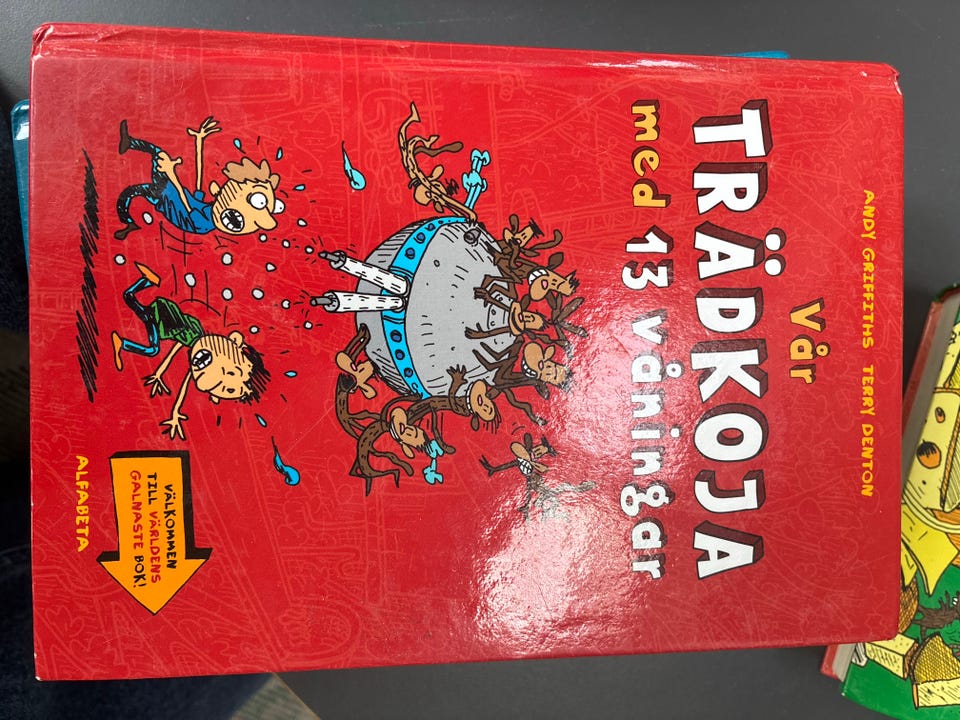 ANDY GRIFFITHS TERRY DENTON
Vår
TRÄDKOJA
med 13 våningar
VÄLKOMMEN
TILL VÄRLDENS
GALNASTE BOK!
ALFABETA